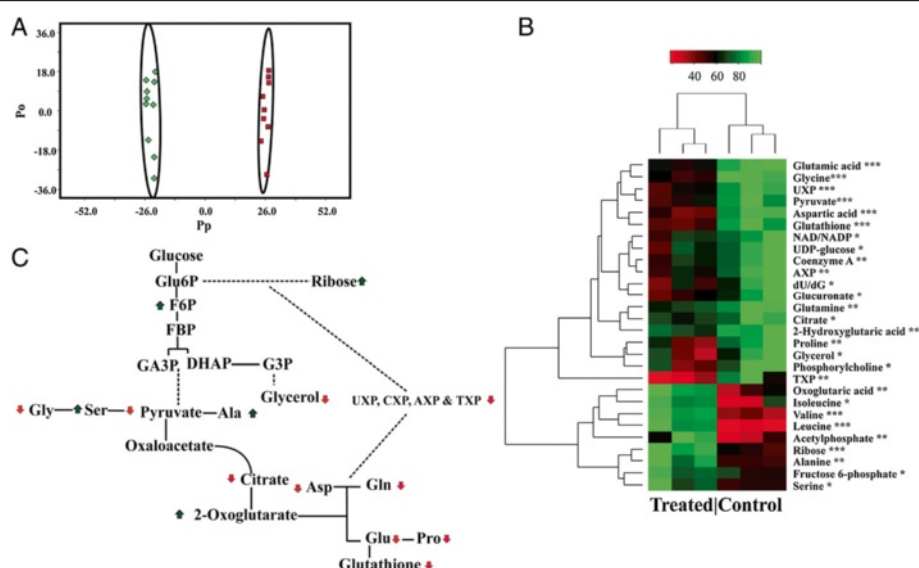 A
36.0
18.0
0.0
-18.0
-36.0
Po
-52.0 -26.0 0.0 26.0 52.0
Pp
B
40 60 80
Glutamic acid ***
Glycine***
UXP ***
Pyruvate***
Aspartic acid ***
Glutathione ***
NAD/NADP *
UDP-glucose *
Coenzyme A **
AXP **
dU/dG *
Glucuronate *
Glutamine **
Citrate *
2-Hydroxyglutaric acid **
Proline **
Glycerol *
Phosphorylcholine *
TXP **
Oxoglutaric acid **
Isoleucine *
Valine ***
Leucine ***
Acetylphosphate **
Ribose ***
Alanine **
Fructose 6-phosphate *
Serine *
Treated|Control
C
Glucose
Glu6P Ribose
F6P
FBP
GA3P DHAP G3P
Glycerol
UXP, CXP, AXP & TXP
Gly Ser Pyruvate Ala
Oxaloacetate
Citrate Asp Gln
2-Oxoglutarate
Glu Pro
Glutathione